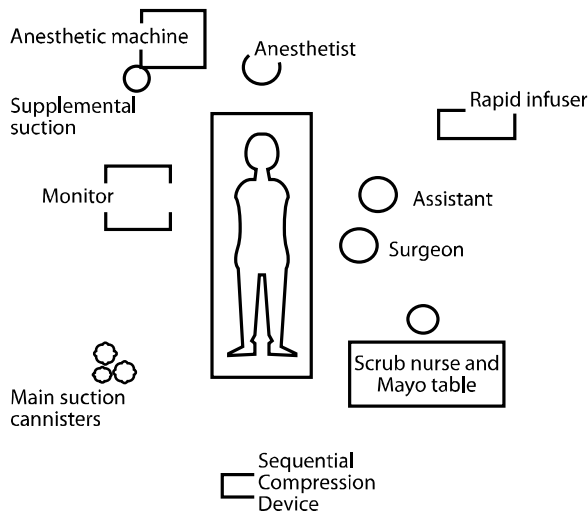 Anesthetic machine
Anesthetist
Supplemental
suction
Rapid infuser
Monitor
Assistant
Surgeon
Scrub nurse and
Mayo table
Main suction
cannisters
Sequential
Compression
Device